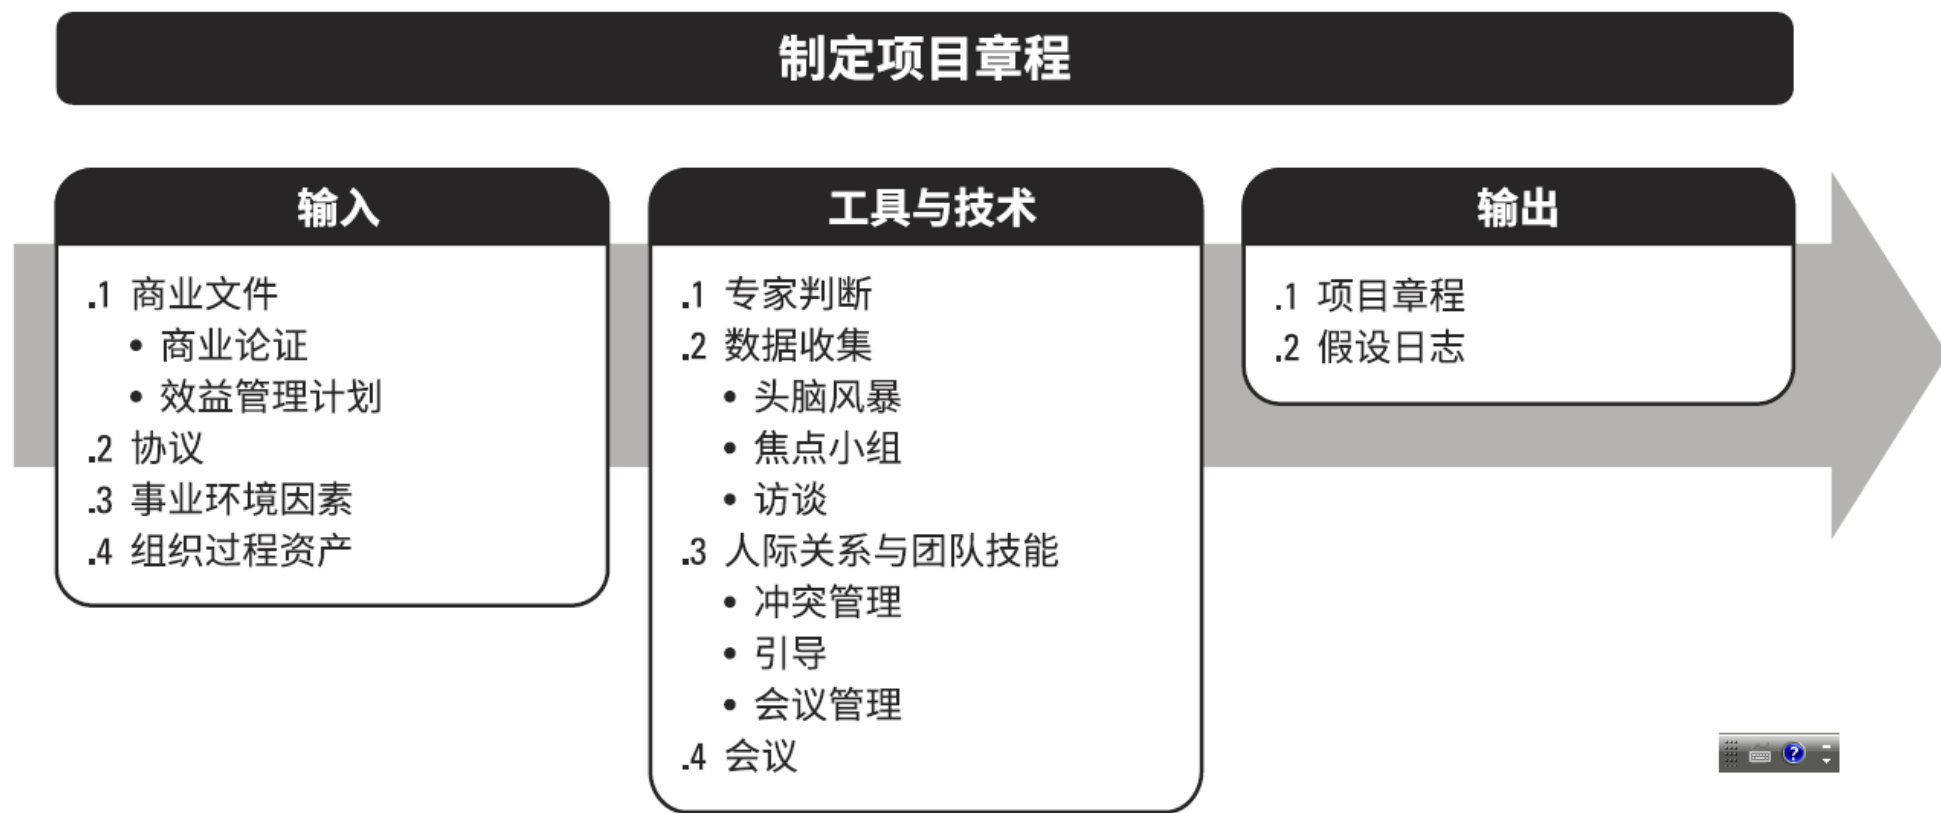 制定项目章程
输入
.1 商业文件
• 商业论证
• 效益管理计划
.2 协议
.3 事业环境因素
.4 组织过程资产
工具与技术
.1 专家判断
.2 数据收集
• 头脑风暴
• 焦点小组
• 访谈
.3 人际关系与团队技能
• 冲突管理
• 引导
• 会议管理
.4 会议
输出
.1 项目章程
.2 假设日志